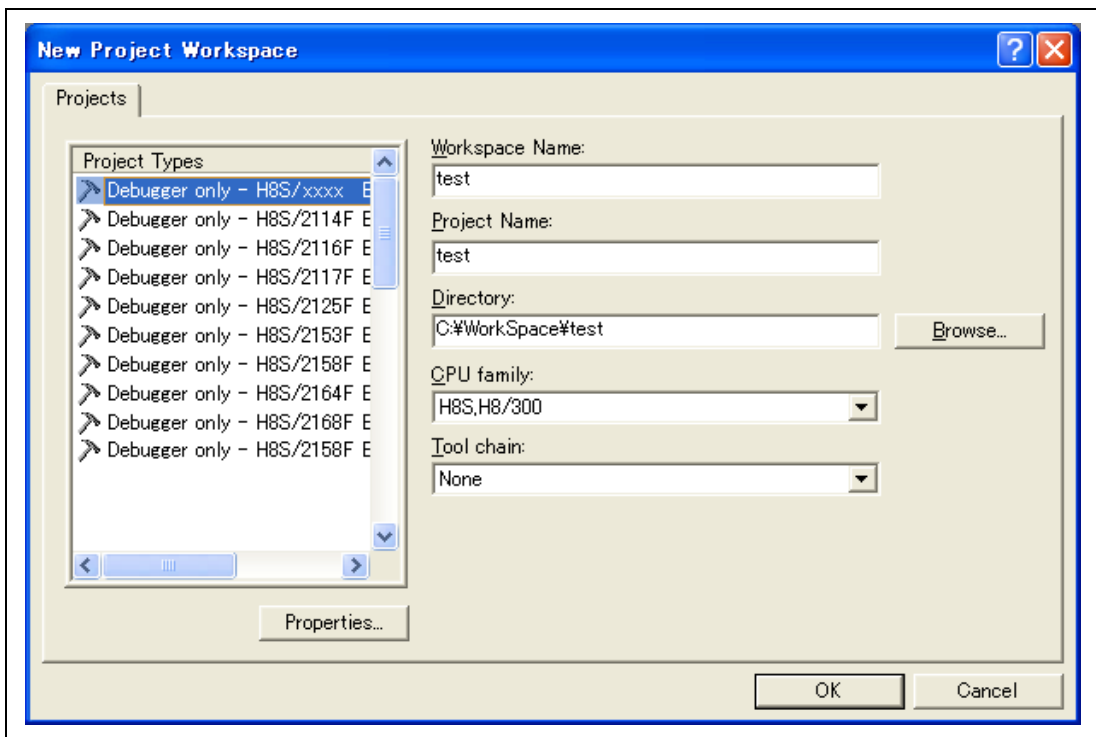 New Project Workspace
Projects
Project Types
Debugger only - H8S/xxxx E
Debugger only - H8S/2114F E
Debugger only - H8S/2116F E
Debugger only - H8S/2117F E
Debugger only - H8S/2125F E
Debugger only - H8S/2153F E
Debugger only - H8S/2158F E
Debugger only - H8S/2164F E
Debugger only - H8S/2168F E
Debugger only - H8S/2158F E
Properties...
Workspace Name:
test
Project Name:
test
Directory:
C:¥WorkSpace¥test
Browse...
CPU family:
H8S,H8/300
Tool chain:
None
OK
Cancel